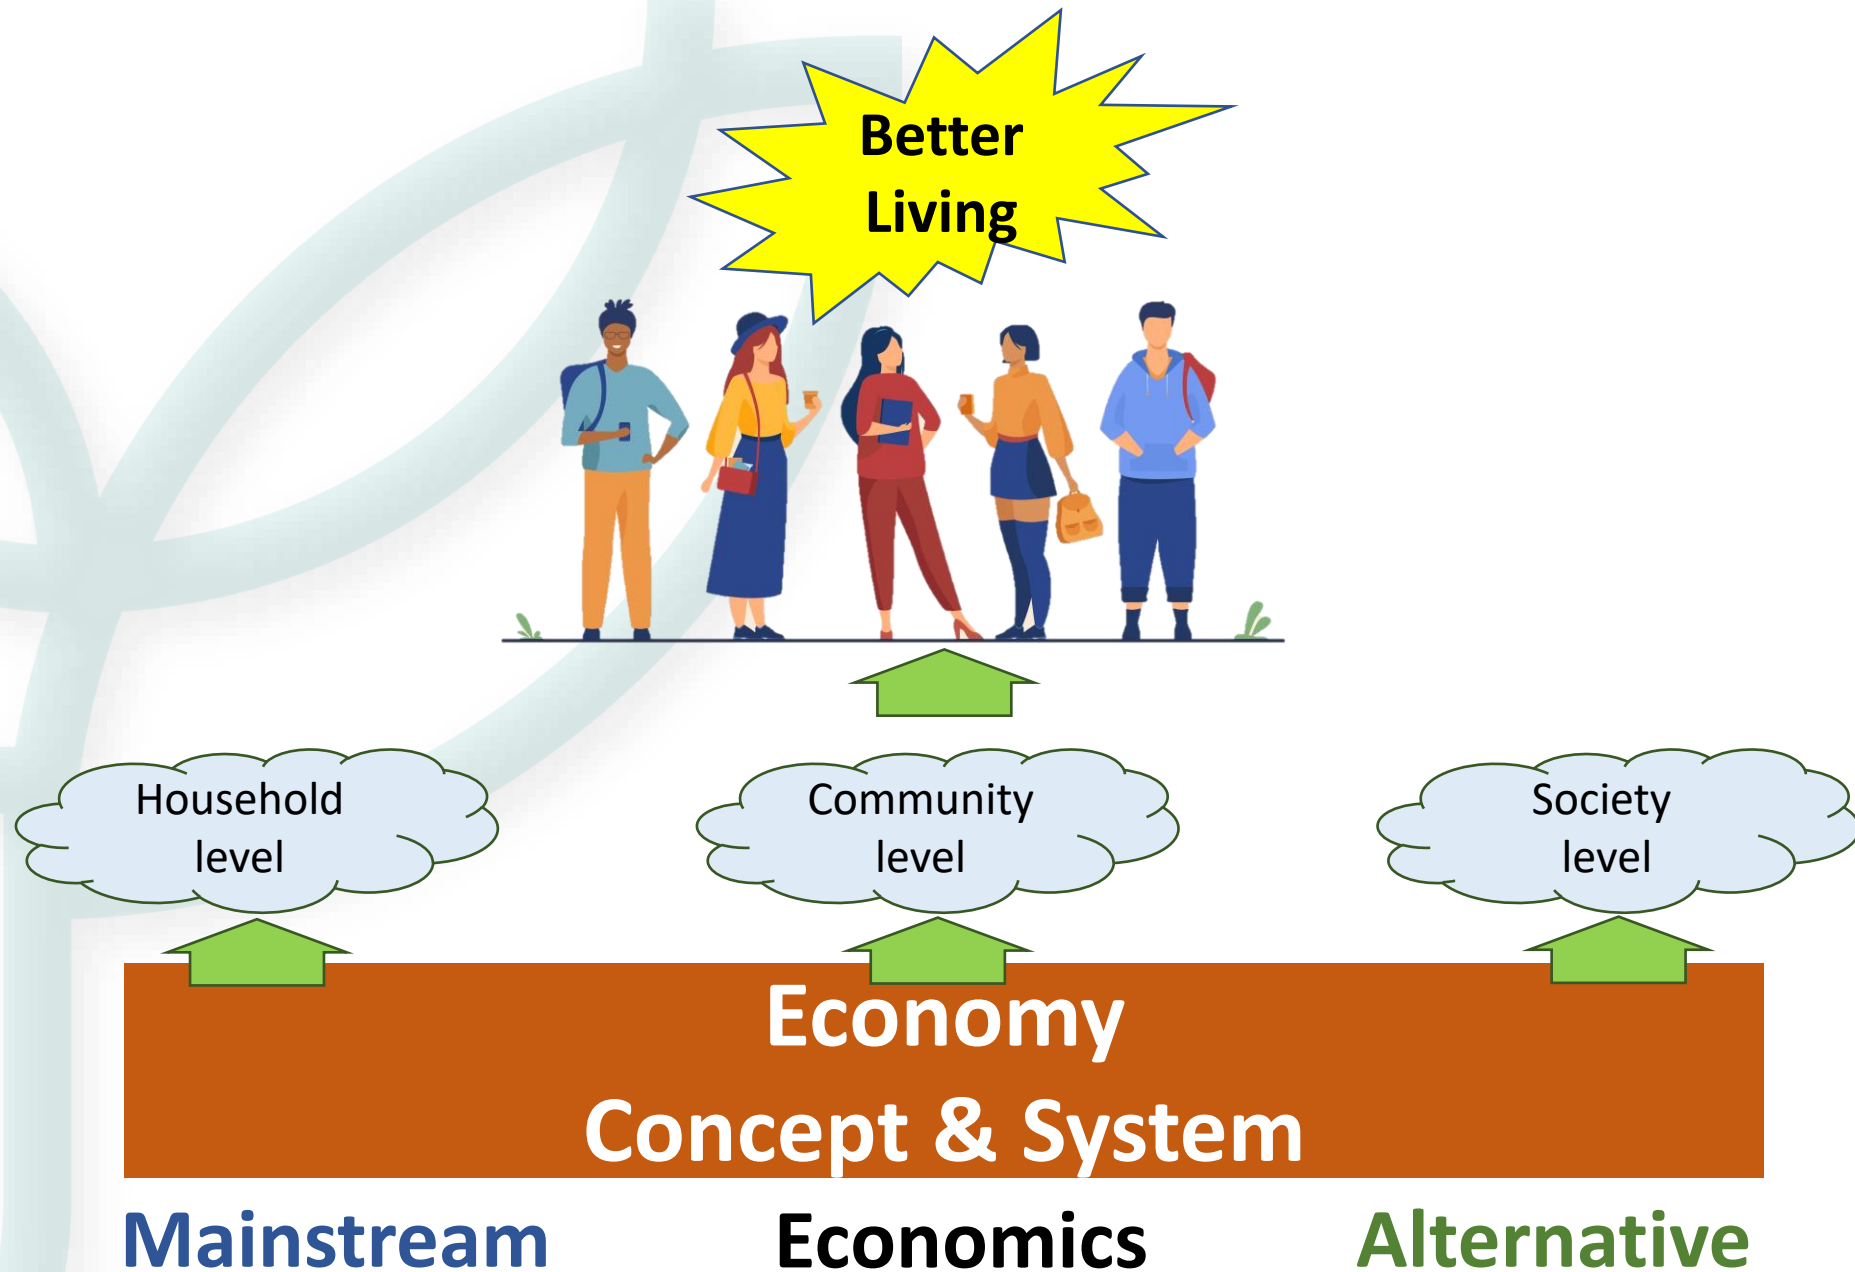 Better
Living
Household
level
Community
level
Society
level
Economy
Concept & System
Mainstream
Economics
Alternative